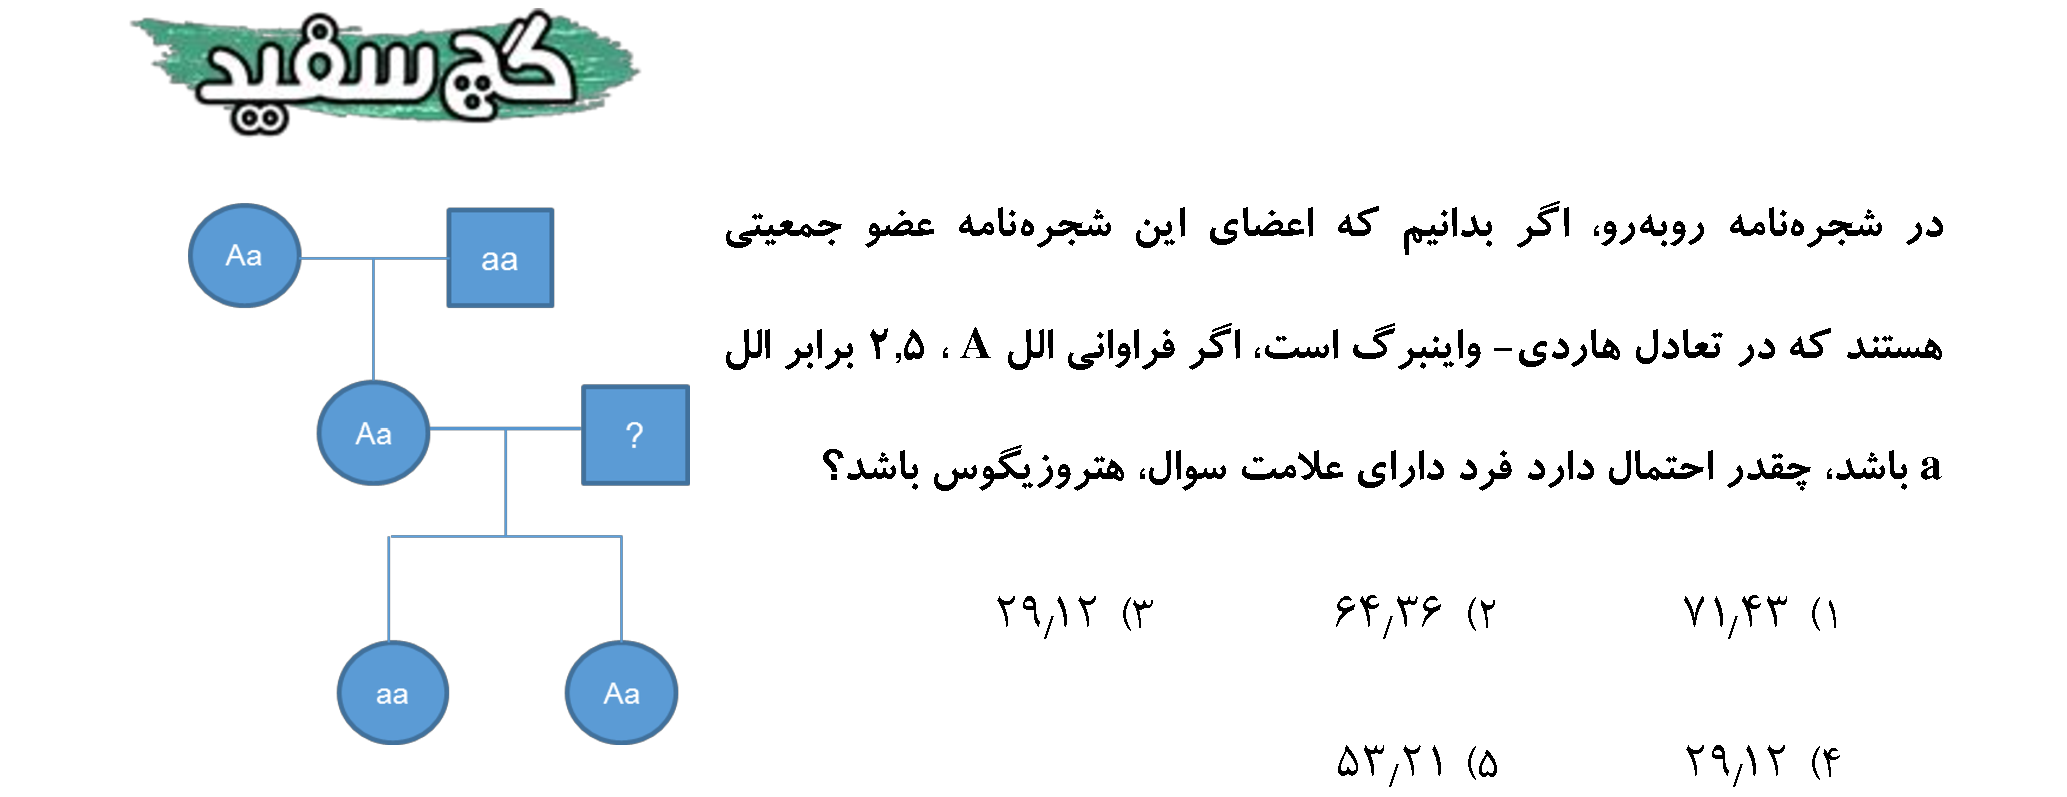 گچ سفید
در شجره‌نامه روبه‌رو، اگر بدانیم که اعضای این شجره‌نامه عضو جمعیتی
هستند که در تعادل هاردی- واینبرگ است، اگر فراوانی الل A ، ۲,۵ برابر الل
a باشد، چقدر احتمال دارد فرد دارای علامت سوال، هتروزیگوس باشد؟
۱) ۷۱٫۴۳ ۲) ۶۴٫۳۶ ۳) ۲۹٫۱۲
۴) ۲۹٫۱۲ ۵) ۵۳٫۲۱
Aa aa
Aa ?
aa Aa